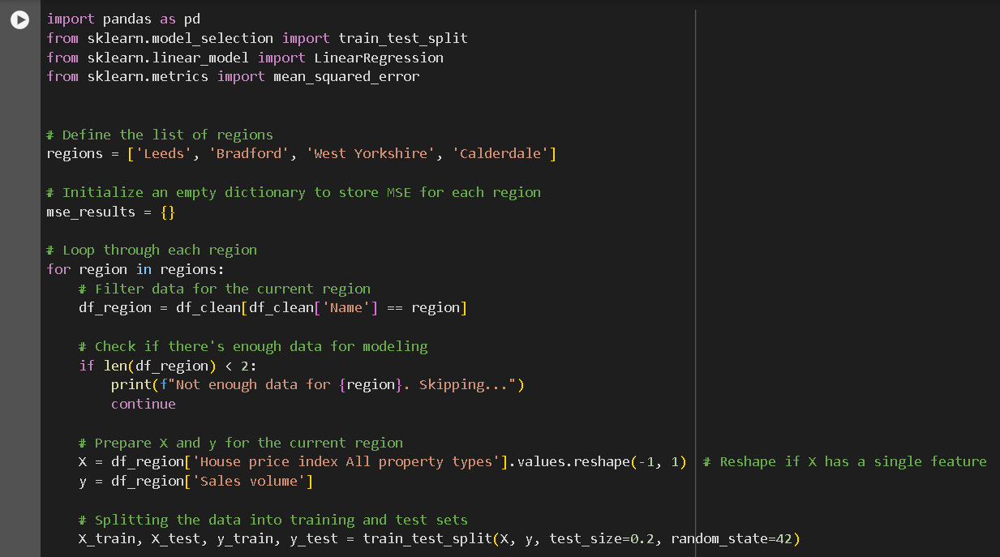 import pandas as pd
from sklearn.model_selection import train_test_split
from sklearn.linear_model import LinearRegression
from sklearn.metrics import mean_squared_error
# Define the list of regions
regions = ['Leeds', 'Bradford', 'West Yorkshire', 'Calderdale']
# Initialize an empty dictionary to store MSE for each region
mse_results = {}
# Loop through each region
for region in regions:
    # Filter data for the current region
    df_region = df_clean[df_clean['Name'] == region]
    # Check if there's enough data for modeling
    if len(df_region) < 2:
        print(f"Not enough data for {region}. Skipping...")
        continue
    # Prepare X and y for the current region
    X = df_region['House price index All property types'].values.reshape(-1, 1)  # Reshape if X has a single feature
    y = df_region['Sales volume']
    # Splitting the data into training and test sets
    X_train, X_test, y_train, y_test = train_test_split(X, y, test_size=0.2, random_state=42)